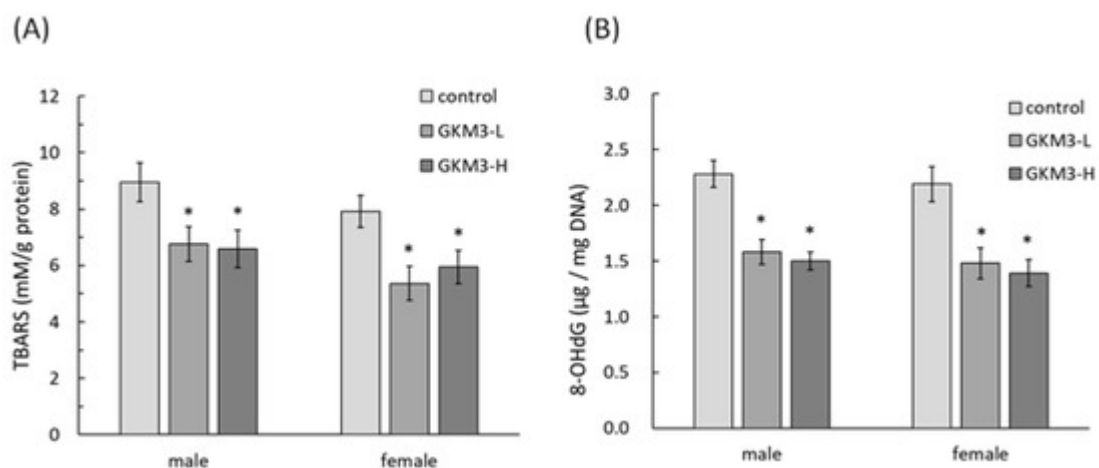 (A)
TBARS (mM/g protein)
12
10
8
6
4
2
0
control
GKM3-L
GKM3-H
*
*
*
*
male
female
(B)
8-OHdG (µg / mg DNA)
3.0
2.5
2.0
1.5
1.0
0.5
0.0
control
GKM3-L
GKM3-H
*
*
*
*
male
female